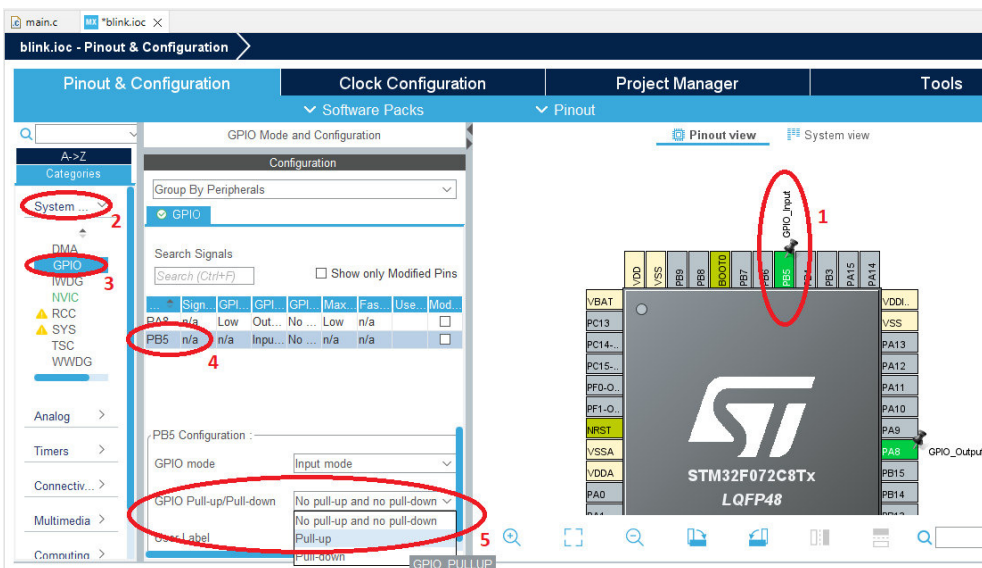 main.c
*blink.ioc
blink.ioc - Pinout & Configuration
Pinout & Configuration
Clock Configuration
Project Manager
Tools
Software Packs
Pinout
GPIO Mode and Configuration
Pinout view
System view
A->Z
Categories
Configuration
Group By Peripherals
System ...
2
GPIO
GPIO_Input
1
DMA
GPIO
IWDG
3
NVIC
RCC
SYS
TSC
WWDG
Search Signals
Search (Ctrl+F)
Show only Modified Pins
... Sign... GPI... GPI... GPI... Max... Fas... Use... Mod...
PA8 n/a Low Out... No ... Low n/a
PB5 n/a n/a Inpu... No ... n/a n/a
4
Analog
Timers
Connectiv...
Multimedia
Computing
PB5 Configuration :
GPIO mode
Input mode
GPIO Pull-up/Pull-down
No pull-up and no pull-down
No pull-up and no pull-down
User Label
Pull-up
Pull-down
GPIO_PULLUP
5
VDD
VSS
PB9
PB8
BOOT0
PB7
PB6
PB5
PB4
PB3
PA15
PA14
VBAT
PC13
PC14-..
PC15-..
PF0-O..
PF1-O..
NRST
VSSA
VDDA
PA0
PA1
VDDI..
VSS
PA13
PA12
PA11
PA10
PA9
PA8
GPIO_Output
PB15
PB14
PB13
ST
STM32F072C8Tx
LQFP48